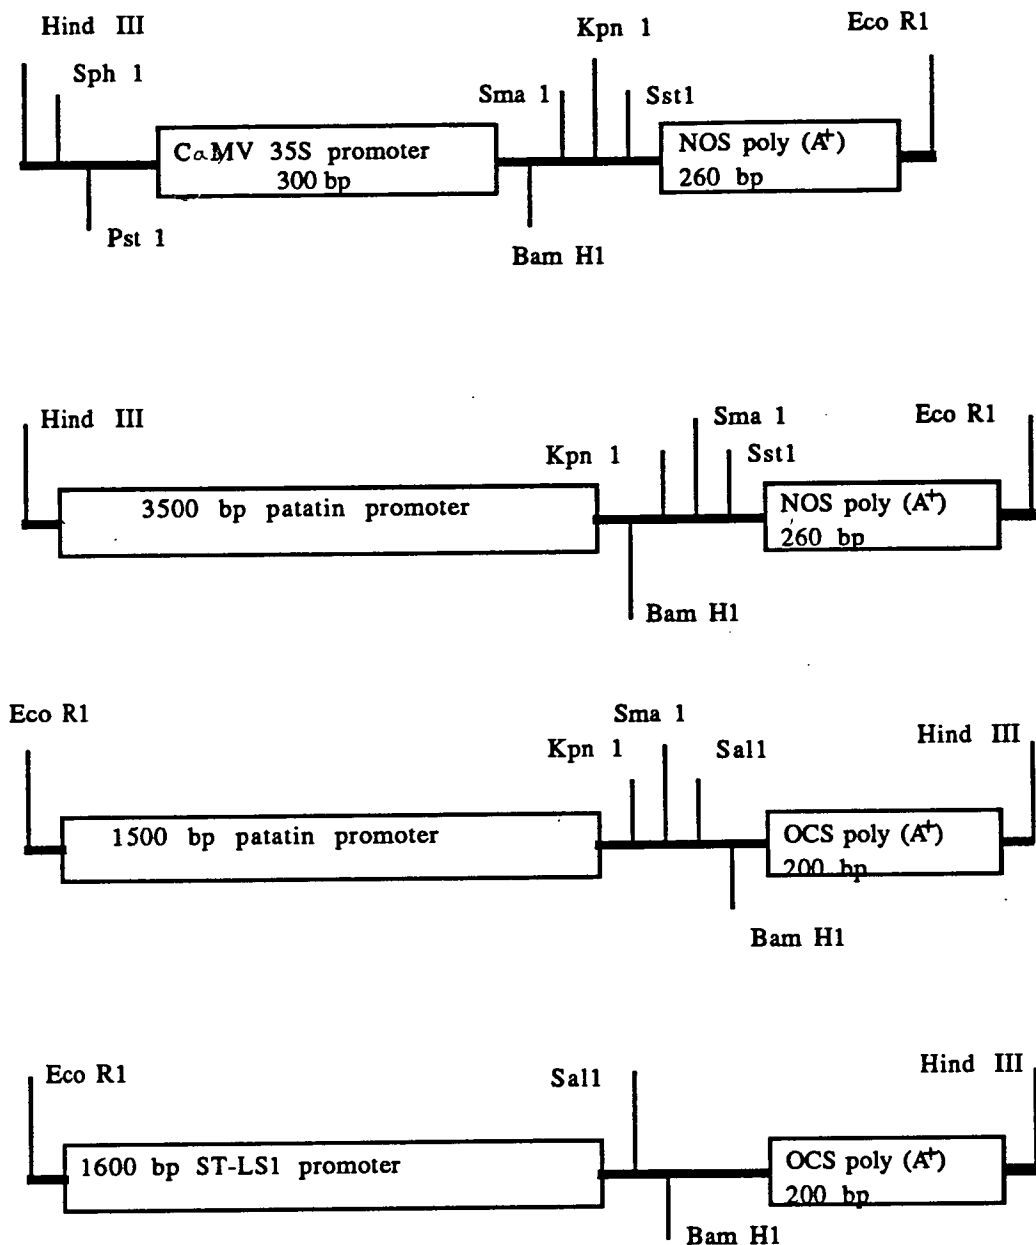 Hind III
Sph 1
Pst 1
CaMV 35S promoter
300 bp
Sma 1
Kpn 1
Sst1
Bam H1
NOS poly (A+)
260 bp
Eco R1
Hind III
3500 bp patatin promoter
Kpn 1
Sma 1
Sst1
Bam H1
NOS poly (A+)
260 bp
Eco R1
Eco R1
1500 bp patatin promoter
Kpn 1
Sma 1
Sal1
Bam H1
OCS poly (A+)
200 bp
Hind III
Eco R1
1600 bp ST-LS1 promoter
Sal1
Bam H1
OCS poly (A+)
200 bp
Hind III